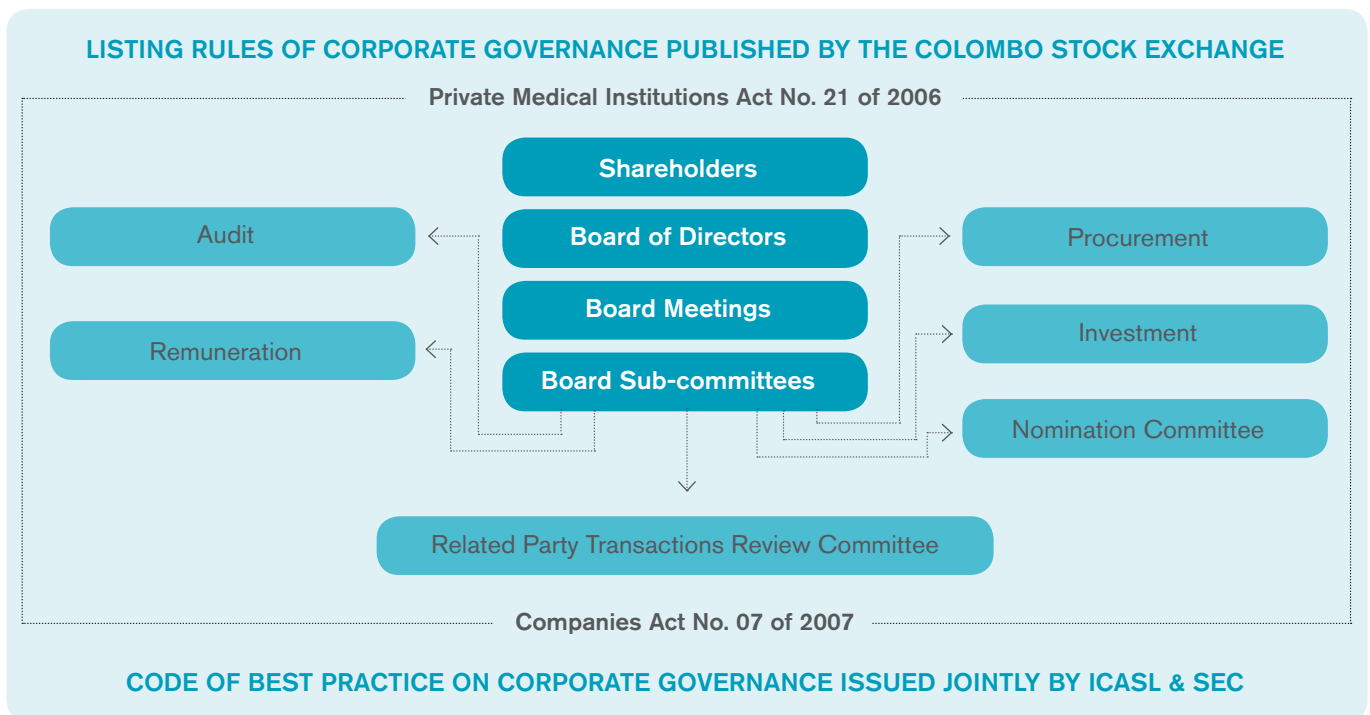 LISTING RULES OF CORPORATE GOVERNANCE PUBLISHED BY THE COLOMBO STOCK EXCHANGE
Private Medical Institutions Act No. 21 of 2006
Shareholders
Board of Directors
Board Meetings
Board Sub-committees
Audit
Remuneration
Procurement
Investment
Nomination Committee
Related Party Transactions Review Committee
Companies Act No. 07 of 2007
CODE OF BEST PRACTICE ON CORPORATE GOVERNANCE ISSUED JOINTLY BY ICASL & SEC